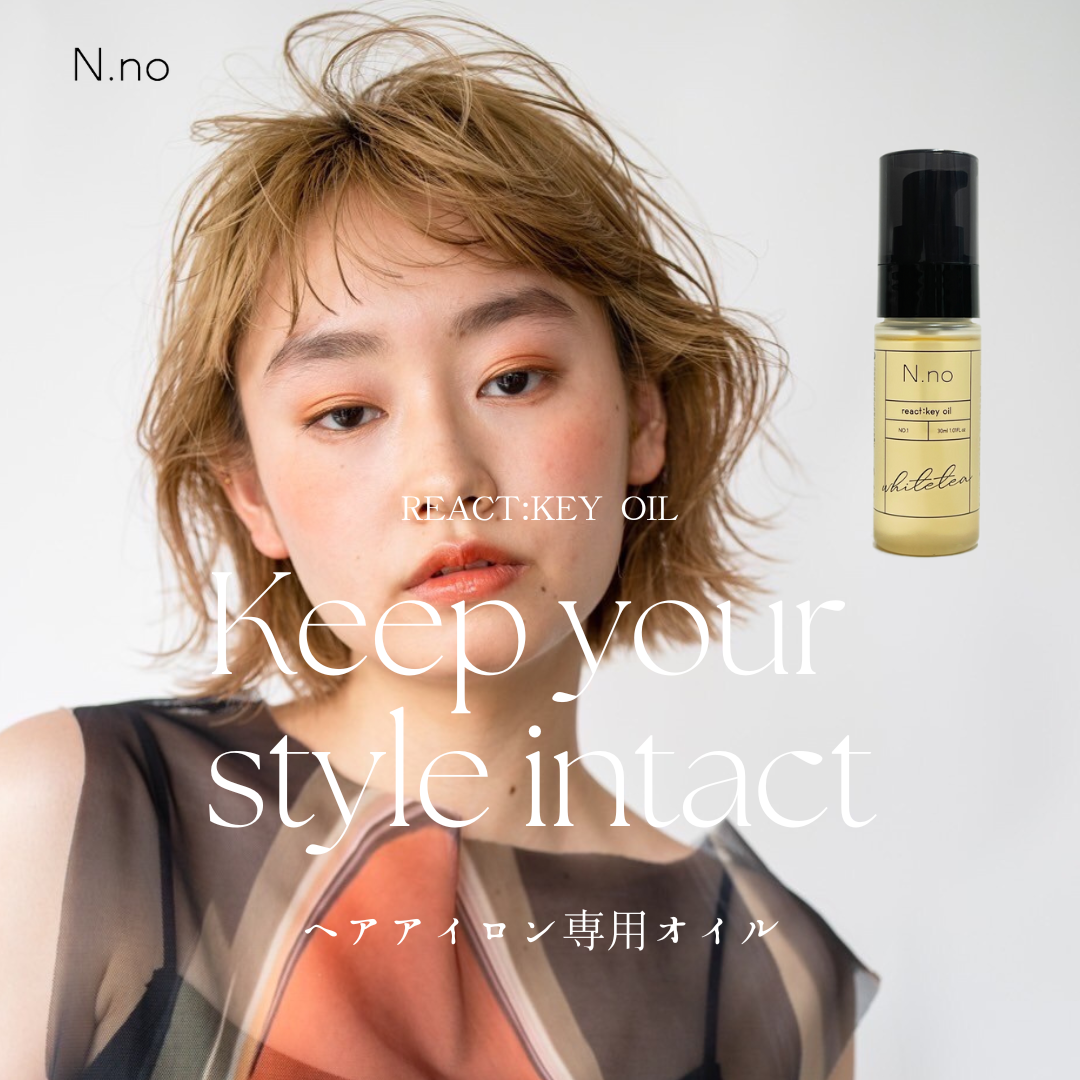 N.no
N.no
react:key oil
NO.1
30ml 1.01FL.oz
whitetea
REACT:KEY OIL
Keep your
style intact
ヘアアイロン専用オイル